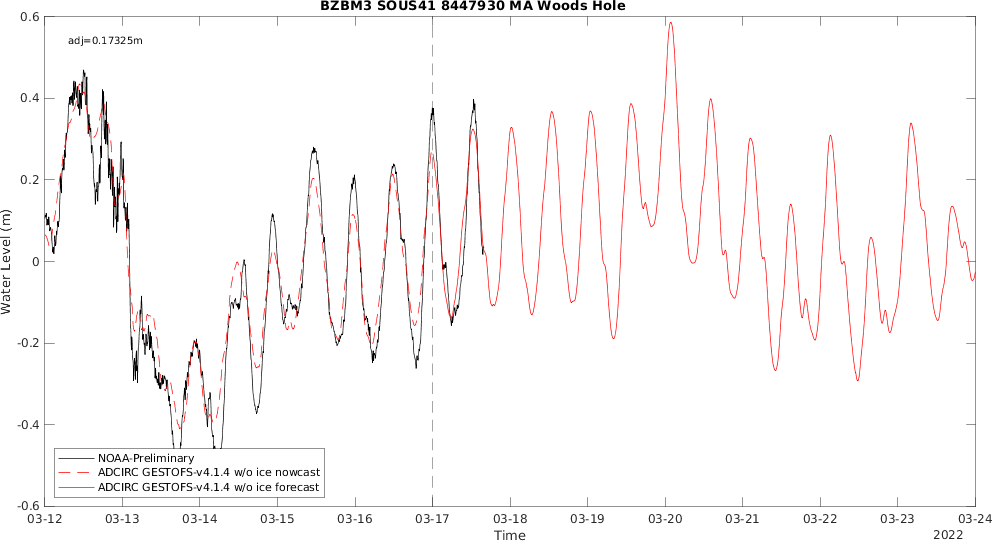 BZBM3 SOUS41 8447930 MA Woods Hole
adj=0.17325m
0.6
0.4
0.2
0
-0.2
-0.4
-0.6
Water Level (m)
NOAA-Preliminary
ADCIRC GESTOFS-v4.1.4 w/o ice nowcast
ADCIRC GESTOFS-v4.1.4 w/o ice forecast
03-12 03-13 03-14 03-15 03-16 03-17 03-18 03-19 03-20 03-21 03-22 03-23 03-24
Time
2022